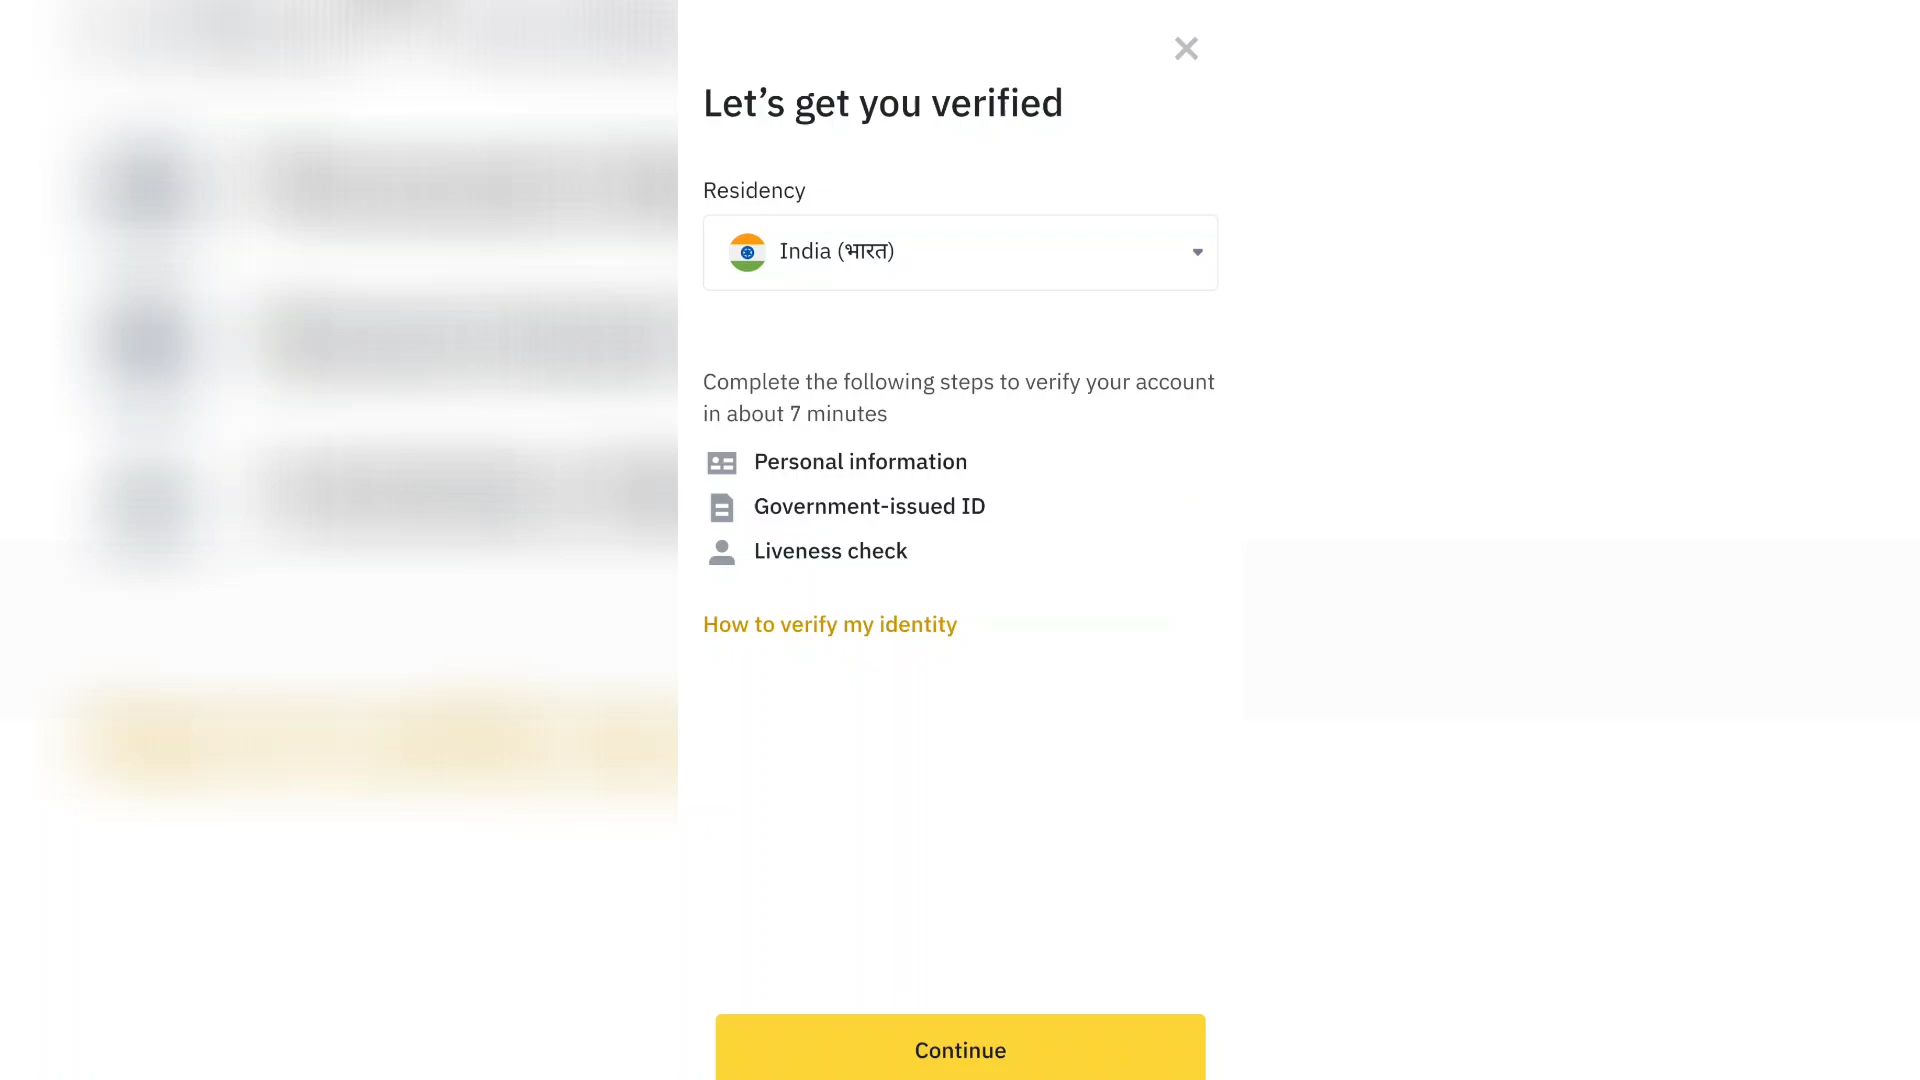 Let’s get you verified
Residency
India (भारत)
Complete the following steps to verify your account
in about 7 minutes
Personal information
Government-issued ID
Liveness check
How to verify my identity
Continue